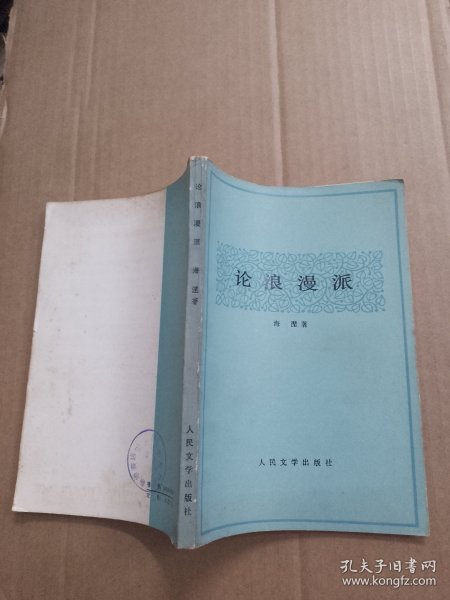 论浪漫派
海涅著
人民文学出版社
论浪漫派 海涅著 人民文学出版社
孔夫子旧书网
www.kongfz.com